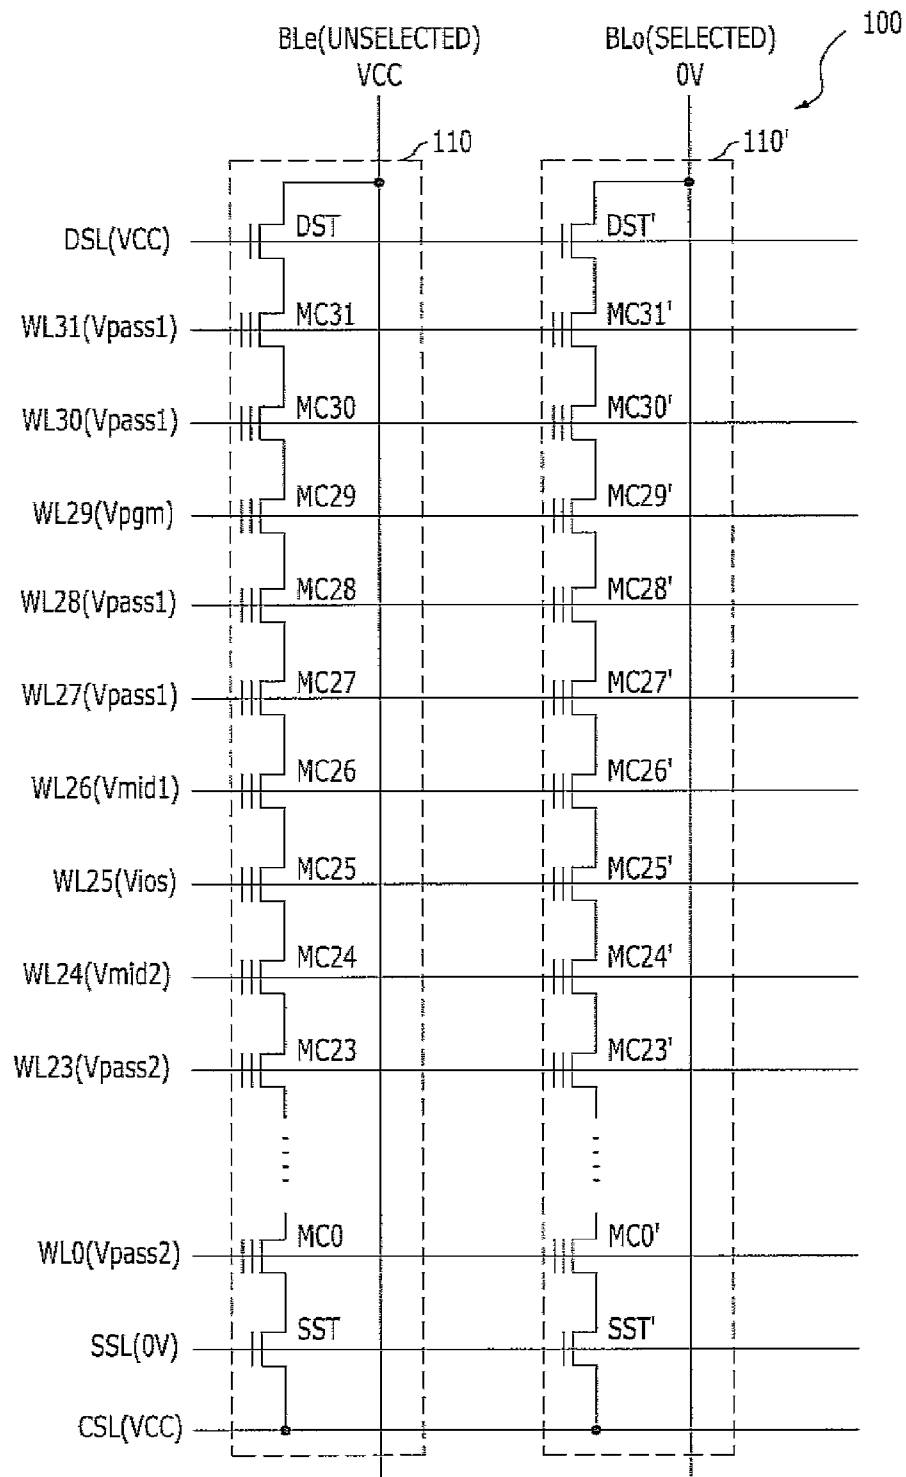 100
BLe(UNSELECTED) BLo(SELECTED)
VCC 0V
110 110'
DSL(VCC) DST DST'
WL31(Vpass1) MC31 MC31'
WL30(Vpass1) MC30 MC30'
WL29(Vpgm) MC29 MC29'
WL28(Vpass1) MC28 MC28'
WL27(Vpass1) MC27 MC27'
WL26(Vmid1) MC26 MC26'
WL25(Vios) MC25 MC25'
WL24(Vmid2) MC24 MC24'
WL23(Vpass2) MC23 MC23'
WL0(Vpass2) MC0 MC0'
SSL(0V) SST SST'
CSL(VCC)